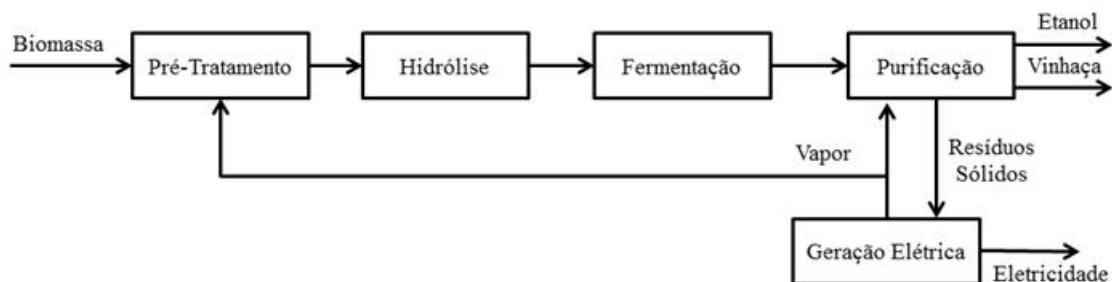 Etanol
Biomassa
Pré-Tratamento
Hidrólise
Fermentação
Purificação
Vinhaça
Vapor
Resíduos
Sólidos
Geração Elétrica
Eletricidade